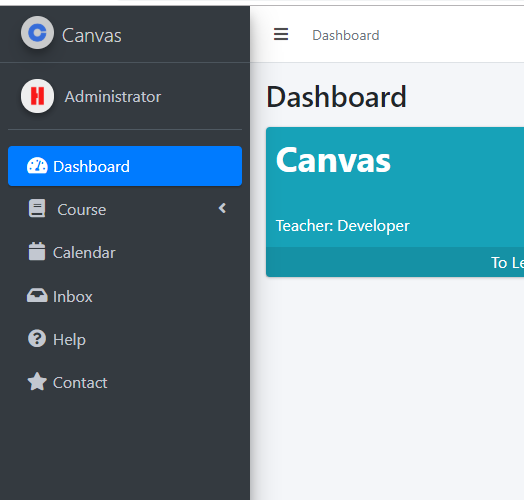 Canvas
Administrator
Dashboard
Course
Calendar
Inbox
Help
Contact
Dashboard
Dashboard
Canvas
Teacher: Developer
To Le